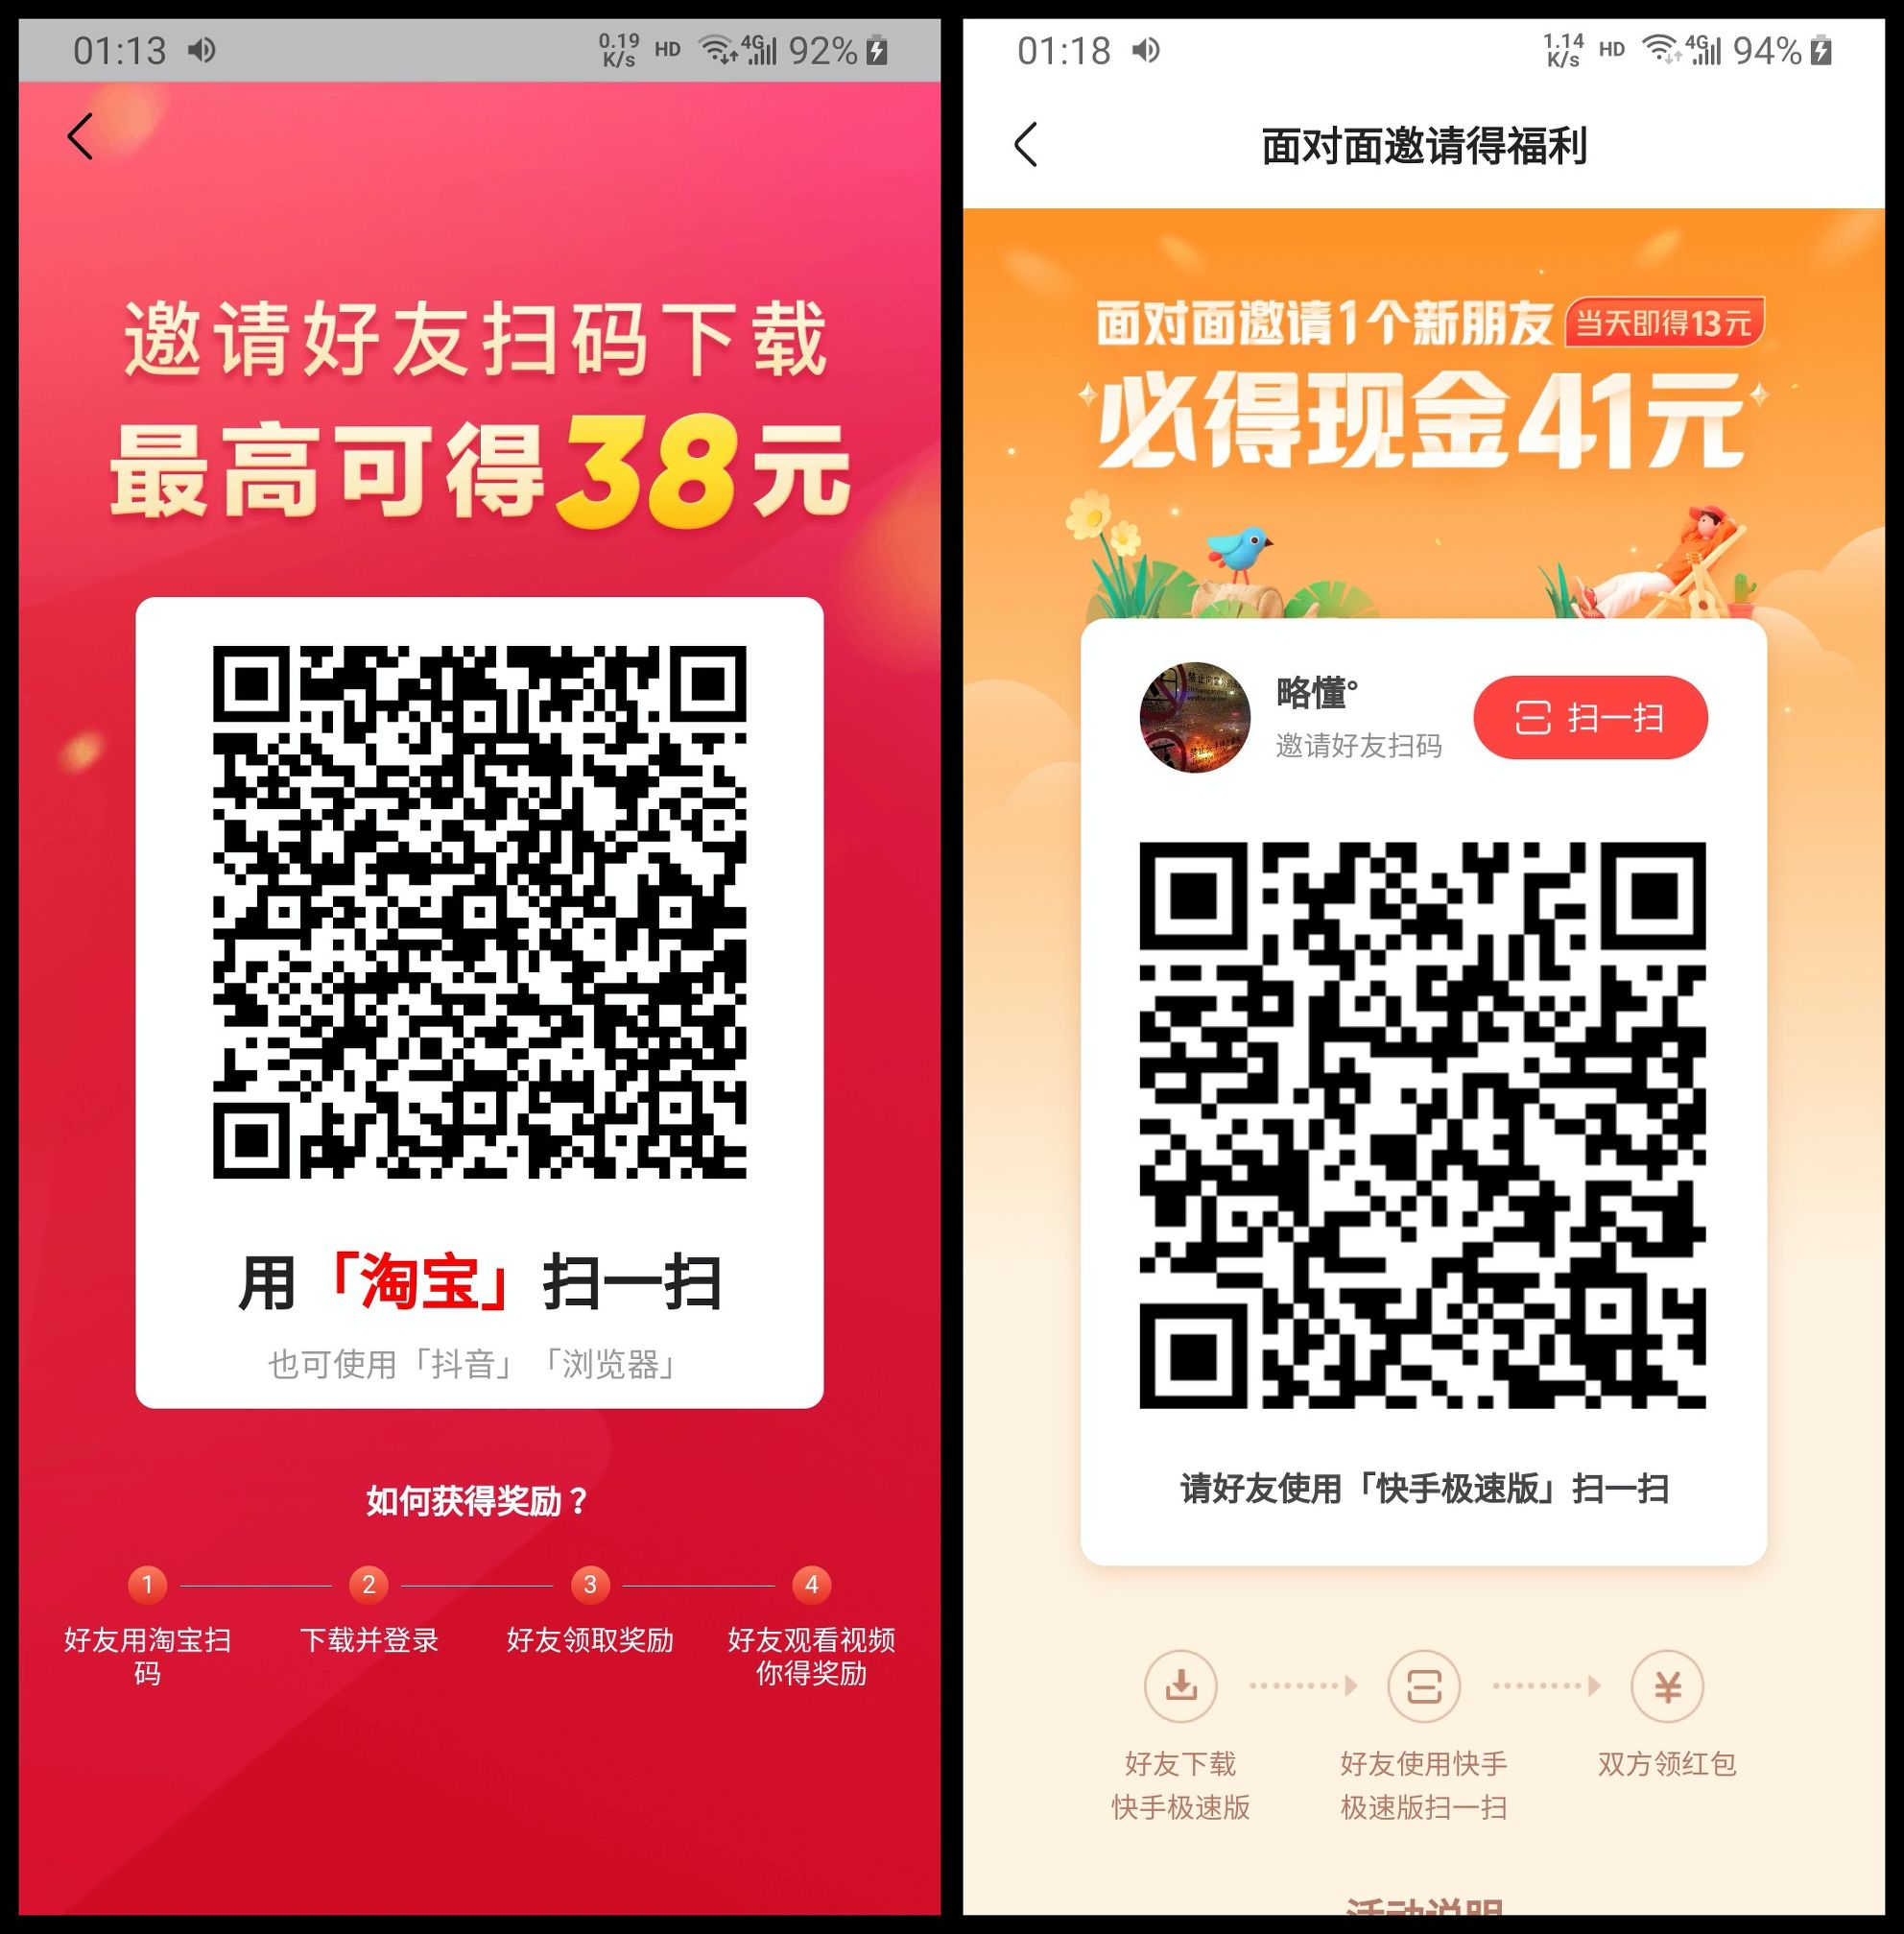 01:13
0.19
K/s
HD
4G
92%
邀请好友扫码下载
最高可得38元
用「淘宝」扫一扫
也可使用「抖音」「浏览器」
如何获得奖励？
1
2
3
4
好友用淘宝扫
码
下载并登录
好友领取奖励
好友观看视频
你得奖励
01:18
1.14
K/s
HD
4G
94%
面对面邀请得福利
面对面邀请1个新朋友
当天即得13元
必得现金41元
略懂°
邀请好友扫码
扫一扫
请好友使用「快手极速版」扫一扫
好友下载
快手极速版
好友使用快手
极速版扫一扫
双方领红包
活动说明